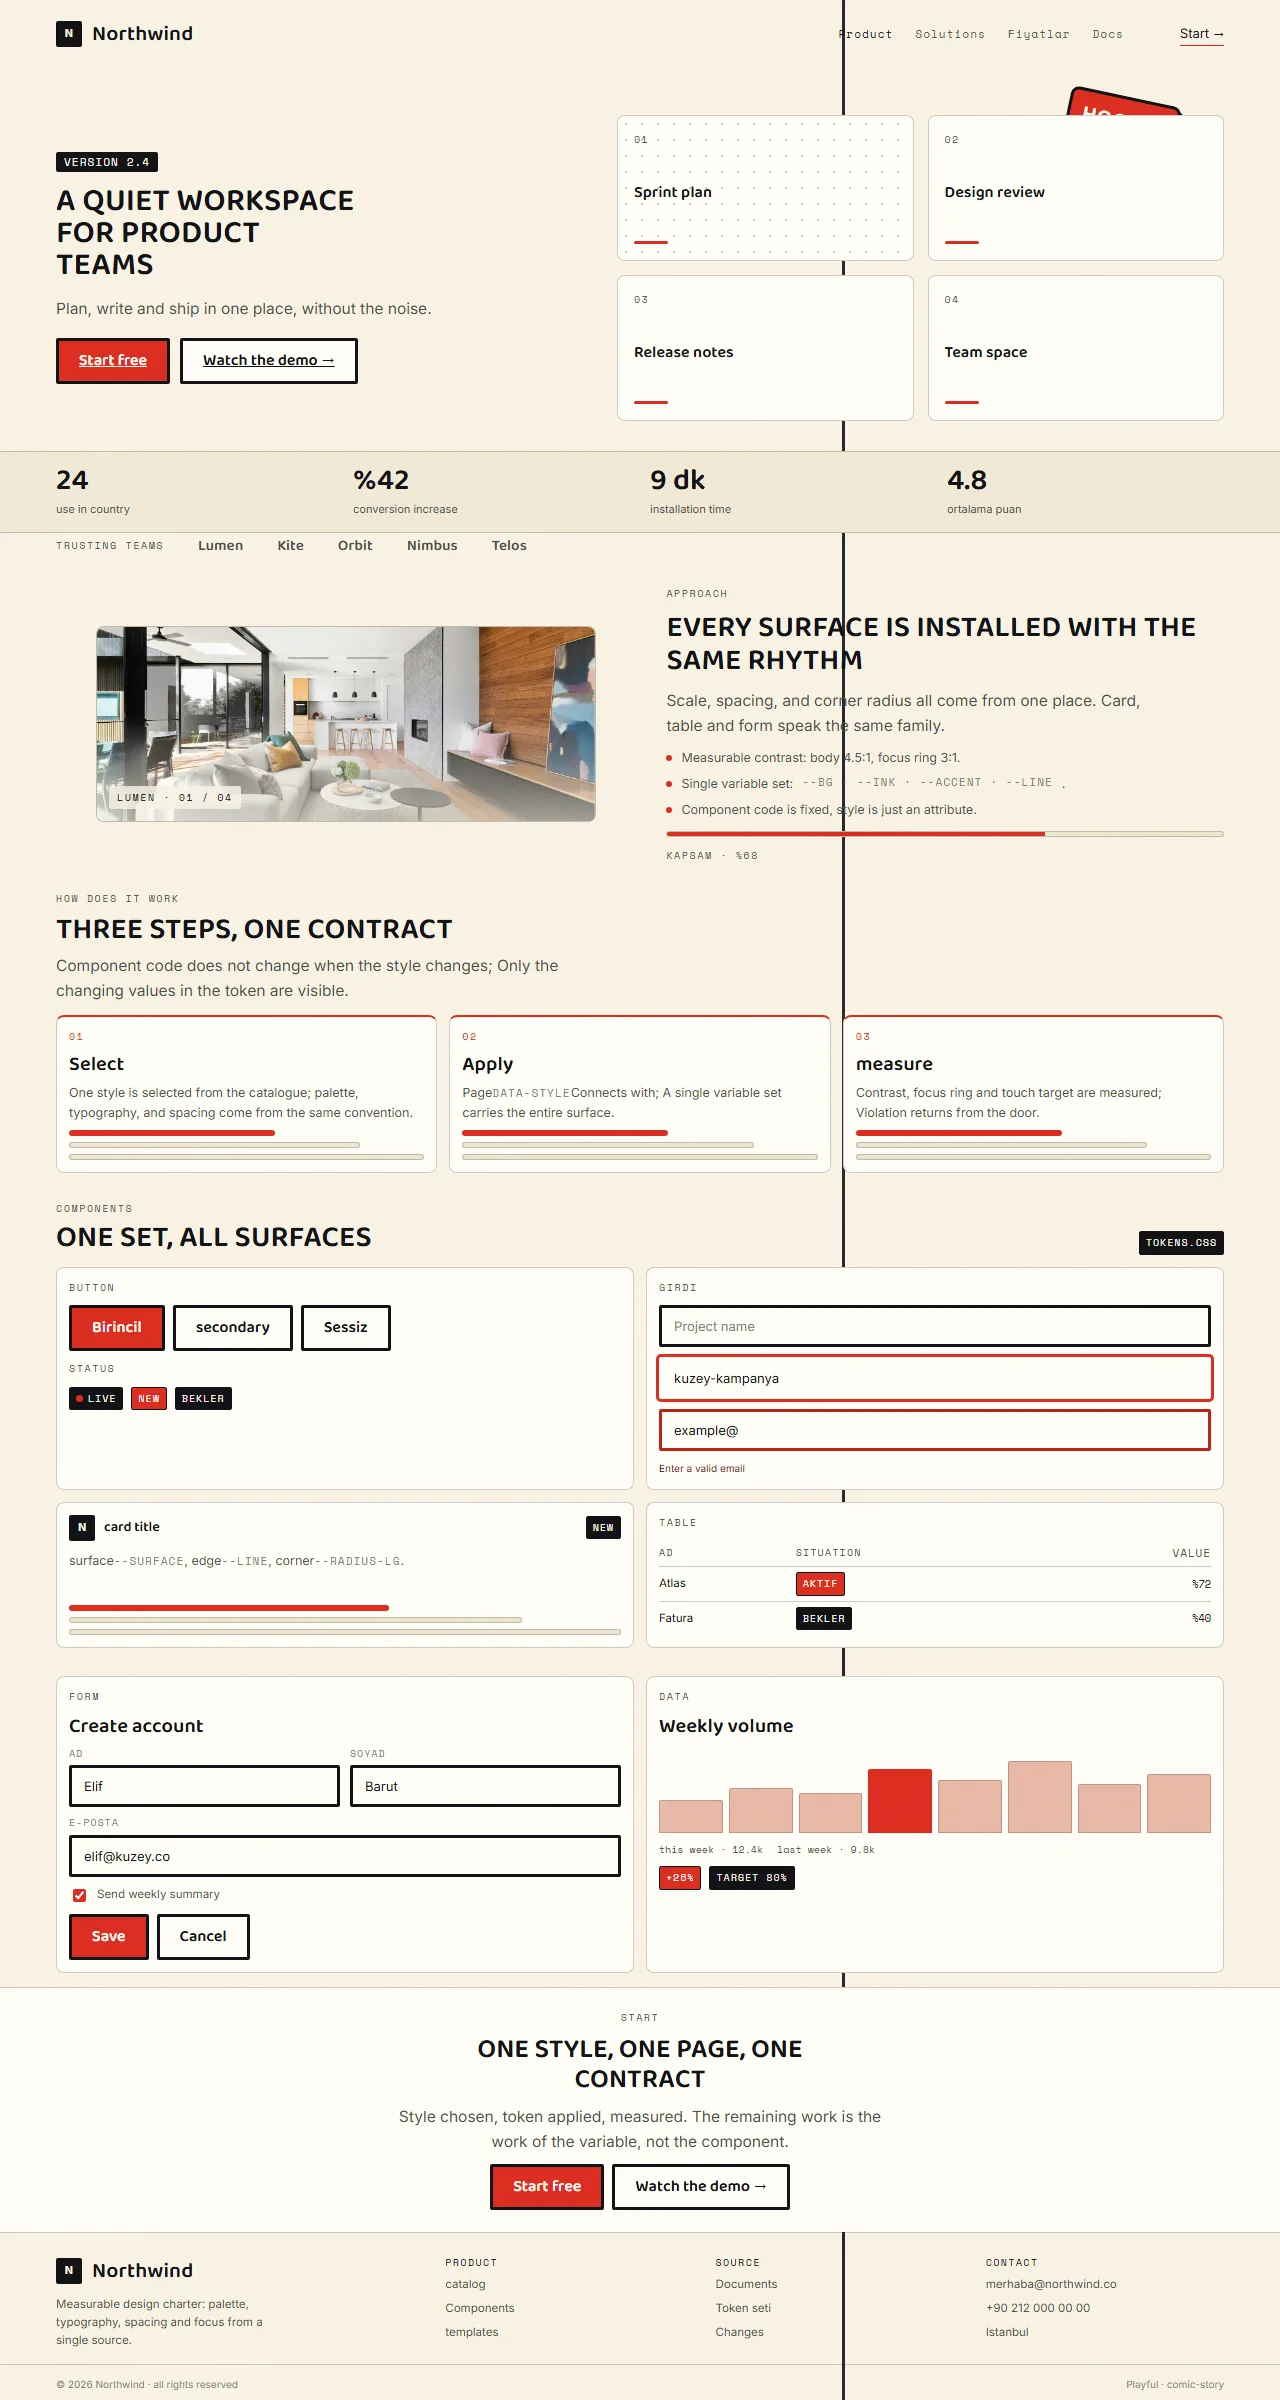 N Northwind
Product Solutions Fiyatlar Docs Start →
VERSION 2.4
A QUIET WORKSPACE
FOR PRODUCT
TEAMS
Plan, write and ship in one place, without the noise.
Start free Watch the demo →
01
Sprint plan
02
Design review
03
Release notes
04
Team space
24
use in country
%42
conversion increase
9 dk
installation time
4.8
ortalama puan
TRUSTING TEAMS Lumen Kite Orbit Nimbus Telos
LUMEN · 01 / 04
APPROACH
EVERY SURFACE IS INSTALLED WITH THE
SAME RHYTHM
Scale, spacing, and corner radius all come from one place. Card,
table and form speak the same family.
Measurable contrast: body 4.5:1, focus ring 3:1.
Single variable set: --BG · --INK · --ACCENT · --LINE .
Component code is fixed, style is just an attribute.
KAPSAM · %68
HOW DOES IT WORK
THREE STEPS, ONE CONTRACT
Component code does not change when the style changes; Only the
changing values in the token are visible.
01
Select
One style is selected from the catalogue; palette,
typography, and spacing come from the same convention.
02
Apply
PageDATA-STYLEConnects with; A single variable set
carries the entire surface.
03
measure
Contrast, focus ring and touch target are measured;
Violation returns from the door.
COMPONENTS
ONE SET, ALL SURFACES
TOKENS.CSS
BUTTON
Birincil secondary Sessiz
STATUS
LIVE NEW BEKLER
GIRDI
Project name
kuzey-kampanya
example@
Enter a valid email
N card title NEW
surface--SURFACE, edge--LINE, corner--RADIUS-LG.
TABLE
AD SITUATION VALUE
Atlas AKTIF %72
Fatura BEKLER %40
FORM
Create account
AD SOYAD
Elif Barut
E-POSTA
elif@kuzey.co
Send weekly summary
Save Cancel
DATA
Weekly volume
this week · 12.4k last week · 9.8k
+26% TARGET 80%
START
ONE STYLE, ONE PAGE, ONE
CONTRACT
Style chosen, token applied, measured. The remaining work is the
work of the variable, not the component.
Start free Watch the demo →
N Northwind
Measurable design charter: palette,
typography, spacing and focus from a
single source.
PRODUCT
catalog
Components
templates
SOURCE
Documents
Token seti
Changes
CONTACT
merhaba@northwind.co
+90 212 000 00 00
Istanbul
© 2026 Northwind · all rights reserved
Playful · comic-story